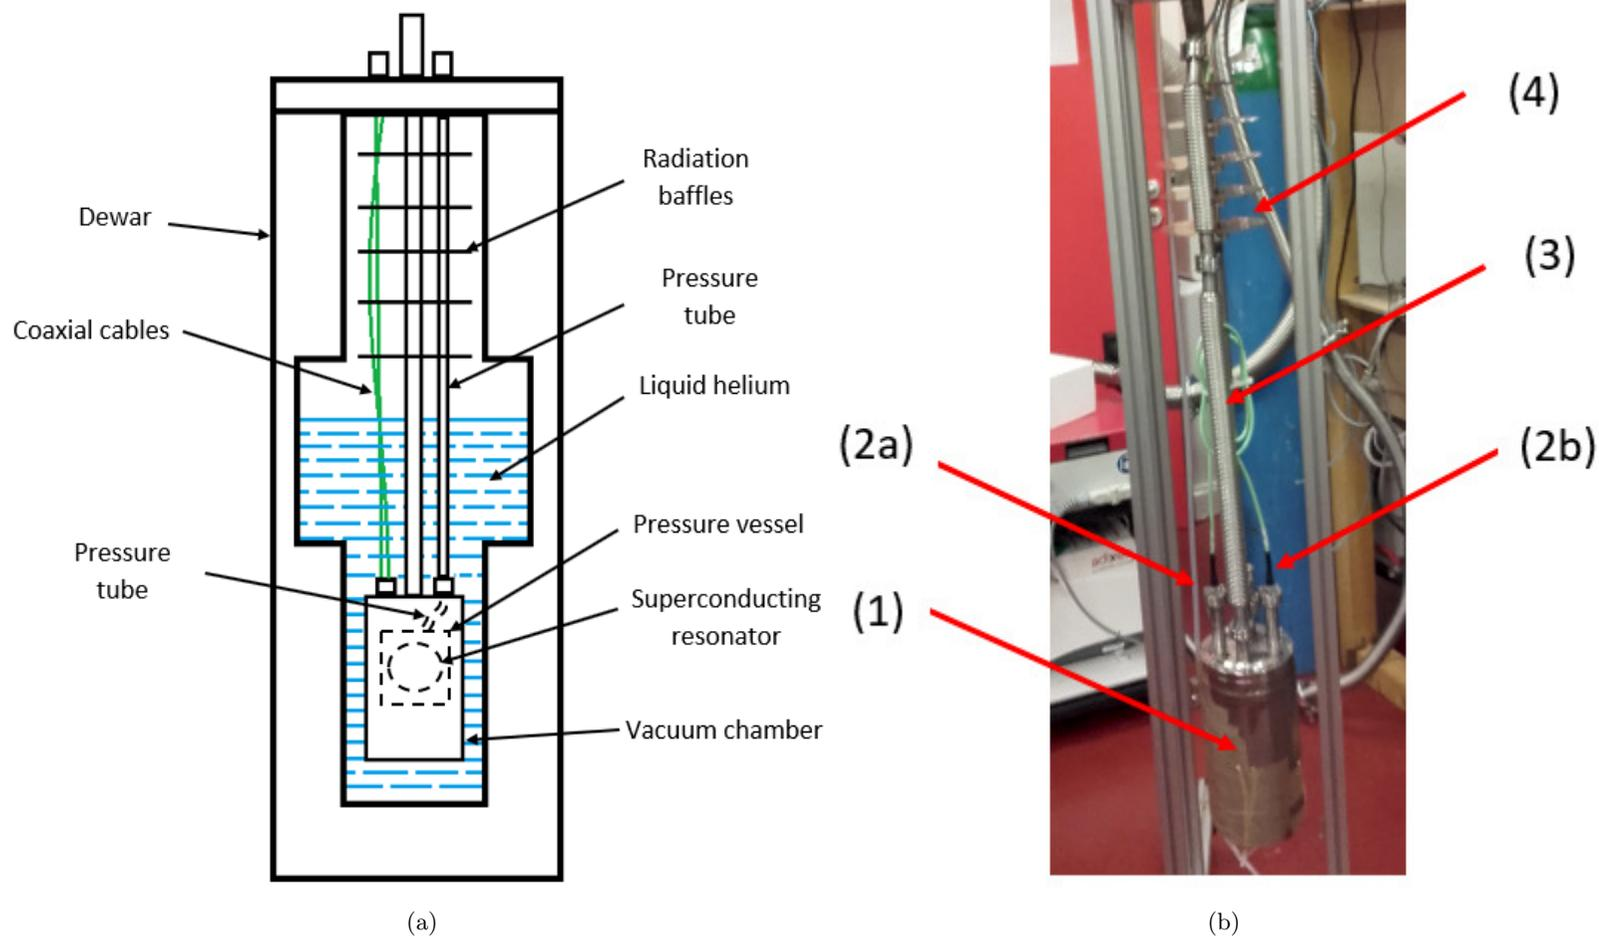 Dewar
Radiation
baffles
Pressure
tube
Coaxial cables
Liquid helium
Pressure vessel
Pressure
tube
Superconducting
resonator
Vacuum chamber
(a)
(4)
(3)
(2a)
(2b)
(1)
(b)